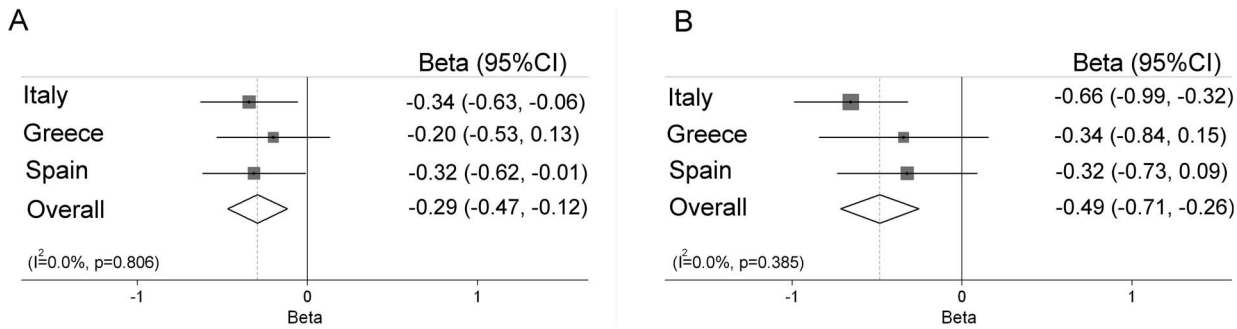 A
Beta (95%CI)
Italy -0.34 (-0.63, -0.06)
Greece -0.20 (-0.53, 0.13)
Spain -0.32 (-0.62, -0.01)
Overall -0.29 (-0.47, -0.12)
(I²=0.0%, p=0.806)
-1 0 1
Beta
B
Beta (95%CI)
Italy -0.66 (-0.99, -0.32)
Greece -0.34 (-0.84, 0.15)
Spain -0.32 (-0.73, 0.09)
Overall -0.49 (-0.71, -0.26)
(I²=0.0%, p=0.385)
-1 0 1
Beta